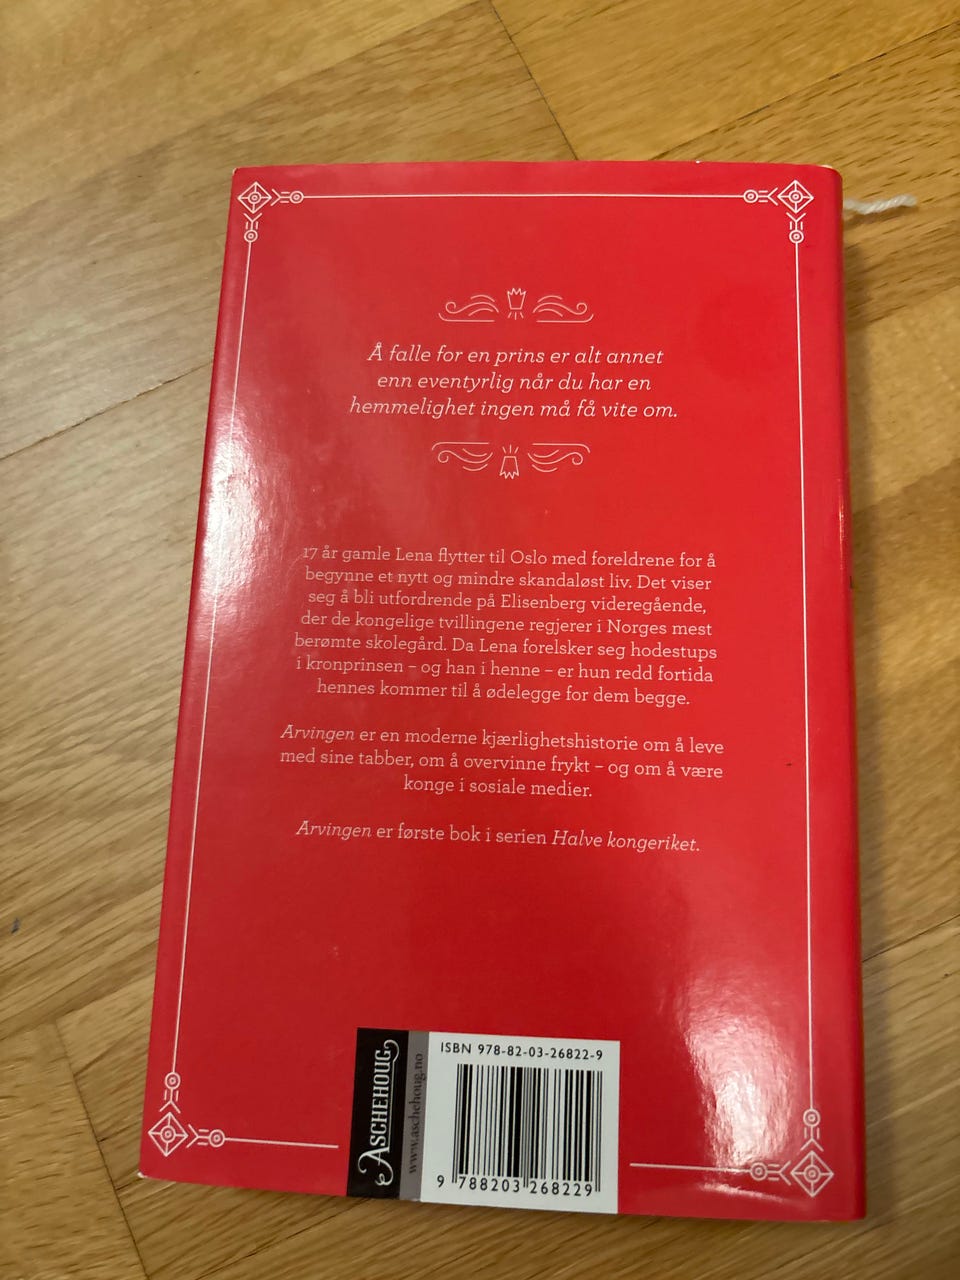 Å falle for en prins er alt annet
enn eventyrlig når du har en
hemmelighet ingen må få vite om.
17 år gamle Lena flytter til Oslo med foreldrene for å
begynne et nytt og mindre skandaløst liv. Det viser
seg å bli utfordrende på Elisenberg videregående,
der de kongelige tvillingene regjerer i Norges mest
berømte skolegård. Da Lena forelsker seg hodestups
i kronprinsen – og han i henne – er hun redd fortida
hennes kommer til å ødelegge for dem begge.
Arvingen er en moderne kjærlighetshistorie om å leve
med sine tabber, om å overvinne frykt – og om å være
konge i sosiale medier.
Arvingen er første bok i serien Halve kongeriket.
ASCHEHOUG
www.aschehoug.no
ISBN 978-82-03-26822-9
9 788203 268229